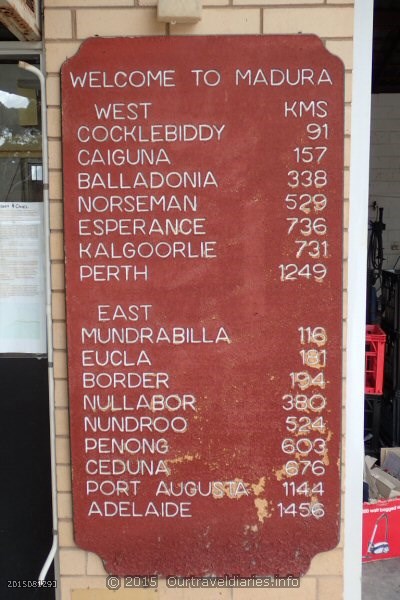 WELCOME TO MADURA
WEST KMS
COCKLEBIDDY 91
CAIGUNA 157
BALLADONIA 338
NORSEMAN 529
ESPERANCE 736
KALGOORLIE 731
PERTH 1249
EAST
MUNDRABILLA 116
EUCLA 181
BORDER 194
NULLABOR 380
NUNDROO 524
PENONG 603
CEDUNA 676
PORT AUGUSTA 1144
ADELAIDE 1456
© 2015 Ourtraveldiaries.info